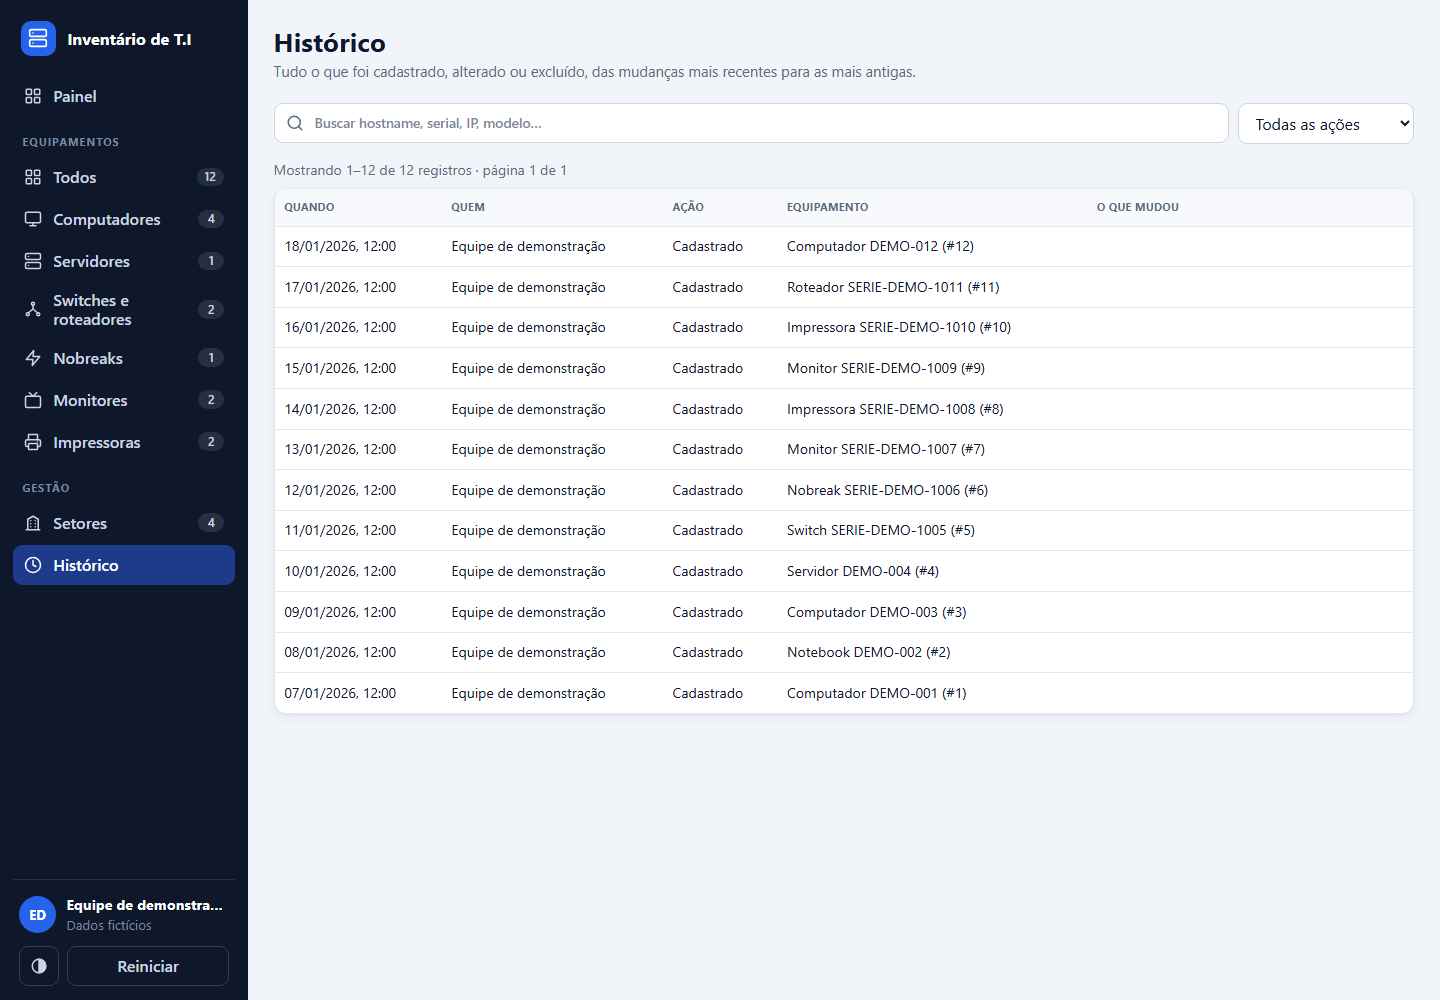 Inventário de T.I
Painel
EQUIPAMENTOS
Todos 12
Computadores 4
Servidores 1
Switches e
roteadores 2
Nobreaks 1
Monitores 2
Impressoras 2
GESTÃO
Setores 4
Histórico
ED
Equipe de demonstra...
Dados fictícios
Reiniciar
Histórico
Tudo o que foi cadastrado, alterado ou excluído, das mudanças mais recentes para as mais antigas.
Buscar hostname, serial, IP, modelo...
Todas as ações
Mostrando 1–12 de 12 registros · página 1 de 1
QUANDO QUEM AÇÃO EQUIPAMENTO O QUE MUDOU
18/01/2026, 12:00 Equipe de demonstração Cadastrado Computador DEMO-012 (#12)
17/01/2026, 12:00 Equipe de demonstração Cadastrado Roteador SERIE-DEMO-1011 (#11)
16/01/2026, 12:00 Equipe de demonstração Cadastrado Impressora SERIE-DEMO-1010 (#10)
15/01/2026, 12:00 Equipe de demonstração Cadastrado Monitor SERIE-DEMO-1009 (#9)
14/01/2026, 12:00 Equipe de demonstração Cadastrado Impressora SERIE-DEMO-1008 (#8)
13/01/2026, 12:00 Equipe de demonstração Cadastrado Monitor SERIE-DEMO-1007 (#7)
12/01/2026, 12:00 Equipe de demonstração Cadastrado Nobreak SERIE-DEMO-1006 (#6)
11/01/2026, 12:00 Equipe de demonstração Cadastrado Switch SERIE-DEMO-1005 (#5)
10/01/2026, 12:00 Equipe de demonstração Cadastrado Servidor DEMO-004 (#4)
09/01/2026, 12:00 Equipe de demonstração Cadastrado Computador DEMO-003 (#3)
08/01/2026, 12:00 Equipe de demonstração Cadastrado Notebook DEMO-002 (#2)
07/01/2026, 12:00 Equipe de demonstração Cadastrado Computador DEMO-001 (#1)